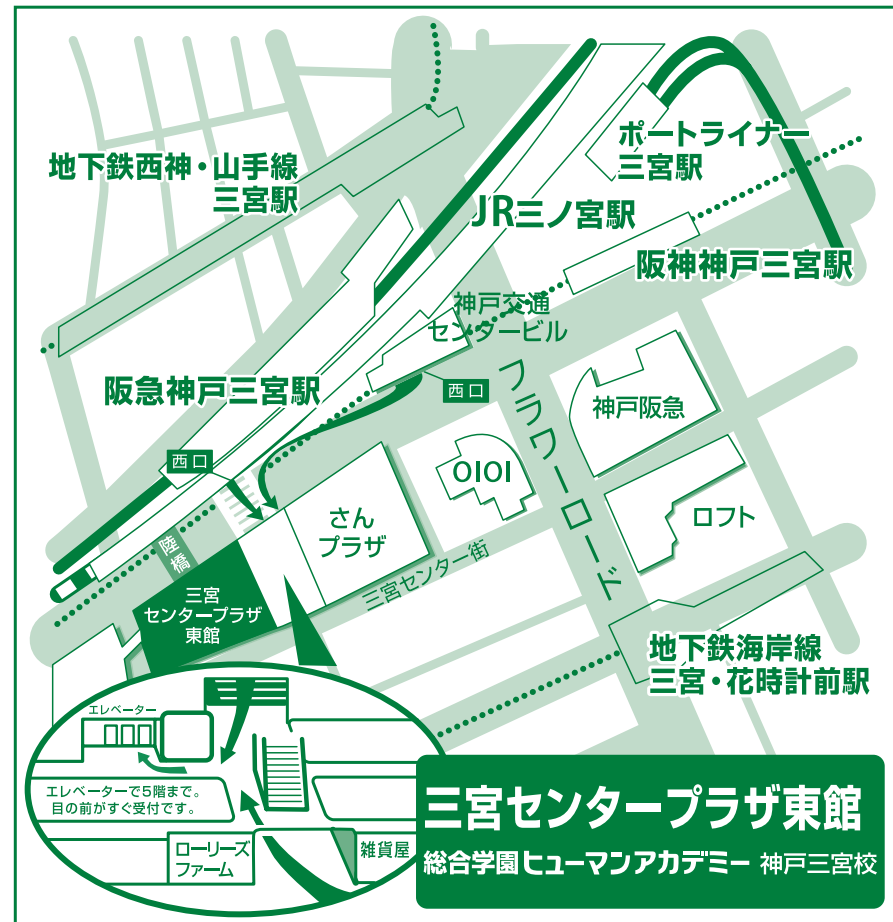 地下鉄西神・山手線
三宮駅
ポートライナー
三宮駅
JR三ノ宮駅
阪神神戸三宮駅
神戸交通
センタービル
阪急神戸三宮駅
西口
西口
フラワーロード
神戸阪急
OIOI
ロフト
さん
プラザ
陸橋
三宮センター街
三宮
センタープラザ
東館
地下鉄海岸線
三宮・花時計前駅
エレベーター
エレベーターで5階まで。
目の前がすぐ受付です。
ローリーズ
ファーム
雑貨屋
三宮センタープラザ東館
総合学園ヒューマンアカデミー 神戸三宮校